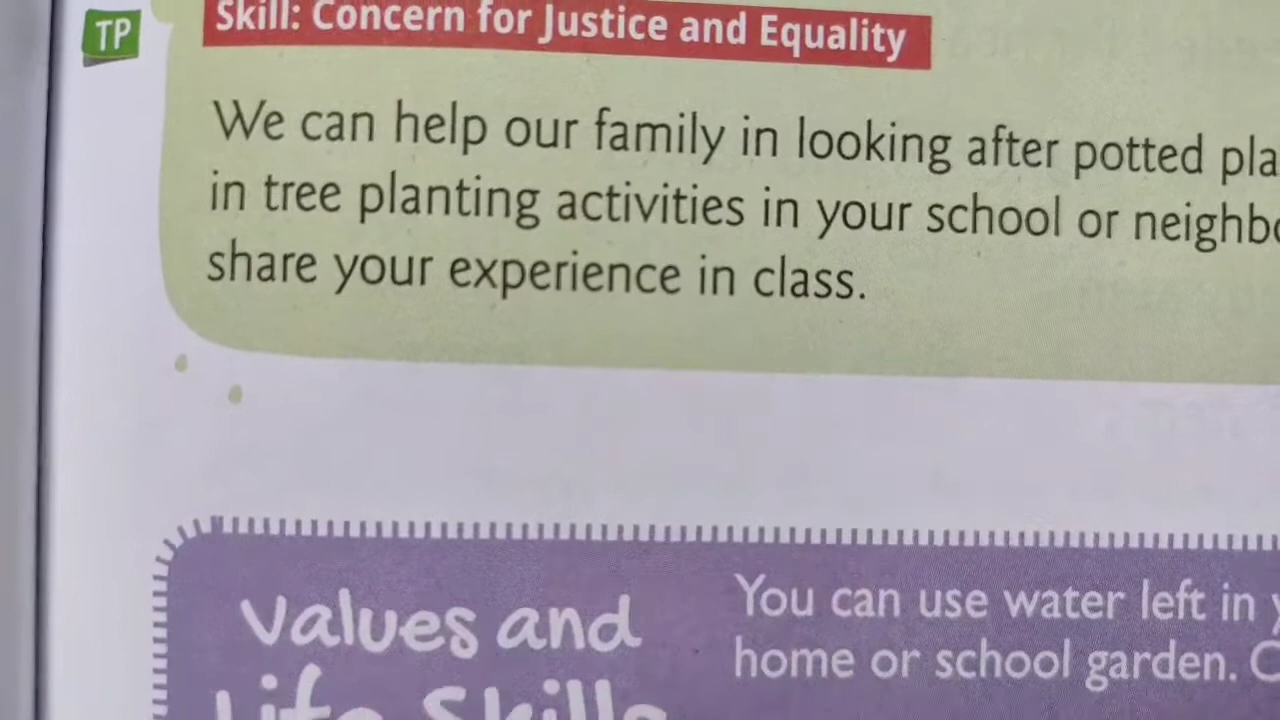 TP
Skill: Concern for Justice and Equality
We can help our family in looking after potted
in tree planting activities in your school or
share your experience in class.
Values and
Life Skills
You can use water left in
home or school garden.